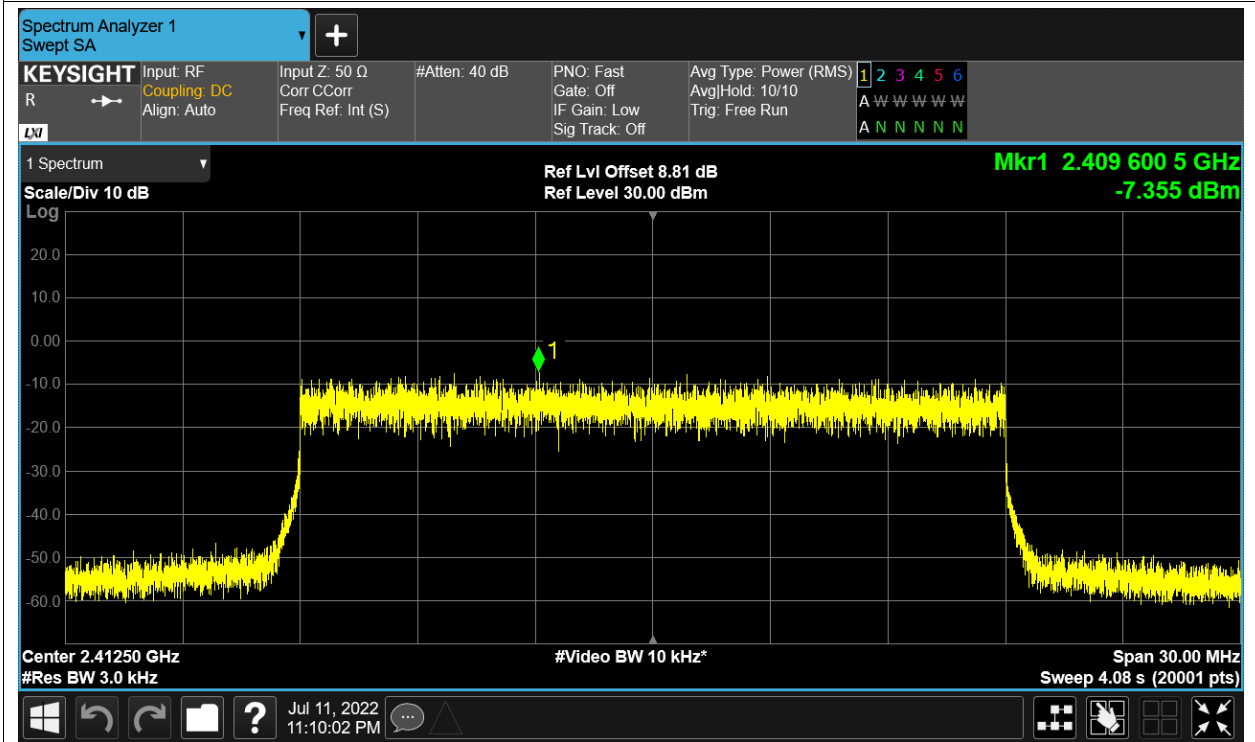 Spectrum Analyzer 1
Swept SA
KEYSIGHT
R
LXI
Input: RF
Coupling: DC
Align: Auto
Input Z: 50 Ω
Corr CCorr
Freq Ref: Int (S)
#Atten: 40 dB
PNO: Fast
Gate: Off
IF Gain: Low
Sig Track: Off
Avg Type: Power (RMS)
Avg|Hold: 10/10
Trig: Free Run
1 2 3 4 5 6
A W W W W W
A N N N N N
1 Spectrum
Scale/Div 10 dB
Log
Ref Lvl Offset 8.81 dB
Ref Level 30.00 dBm
Mkr1 2.409 600 5 GHz
-7.355 dBm
20.0
10.0
0.00
-10.0
-20.0
-30.0
-40.0
-50.0
-60.0
1
Center 2.41250 GHz
#Res BW 3.0 kHz
#Video BW 10 kHz*
Span 30.00 MHz
Sweep 4.08 s (20001 pts)
?
Jul 11, 2022
11:10:02 PM